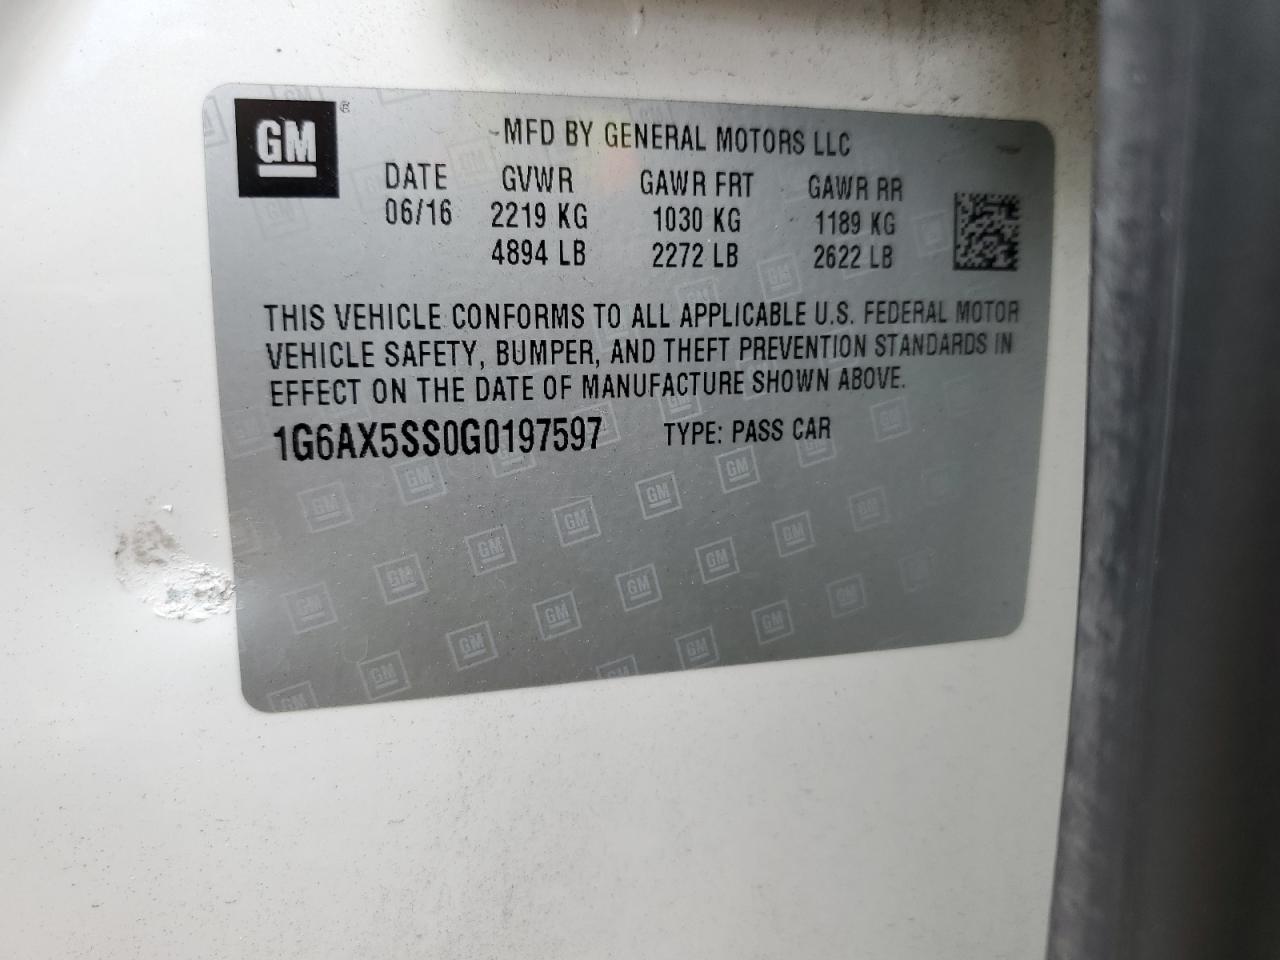 GM ®
MFD BY GENERAL MOTORS LLC
DATE GVWR GAWR FRT GAWR RR
06/16 2219 KG 1030 KG 1189 KG
4894 LB 2272 LB 2622 LB
THIS VEHICLE CONFORMS TO ALL APPLICABLE U.S. FEDERAL MOTOR
VEHICLE SAFETY, BUMPER, AND THEFT PREVENTION STANDARDS IN
EFFECT ON THE DATE OF MANUFACTURE SHOWN ABOVE.
1G6AX5SS0G0197597 TYPE: PASS CAR